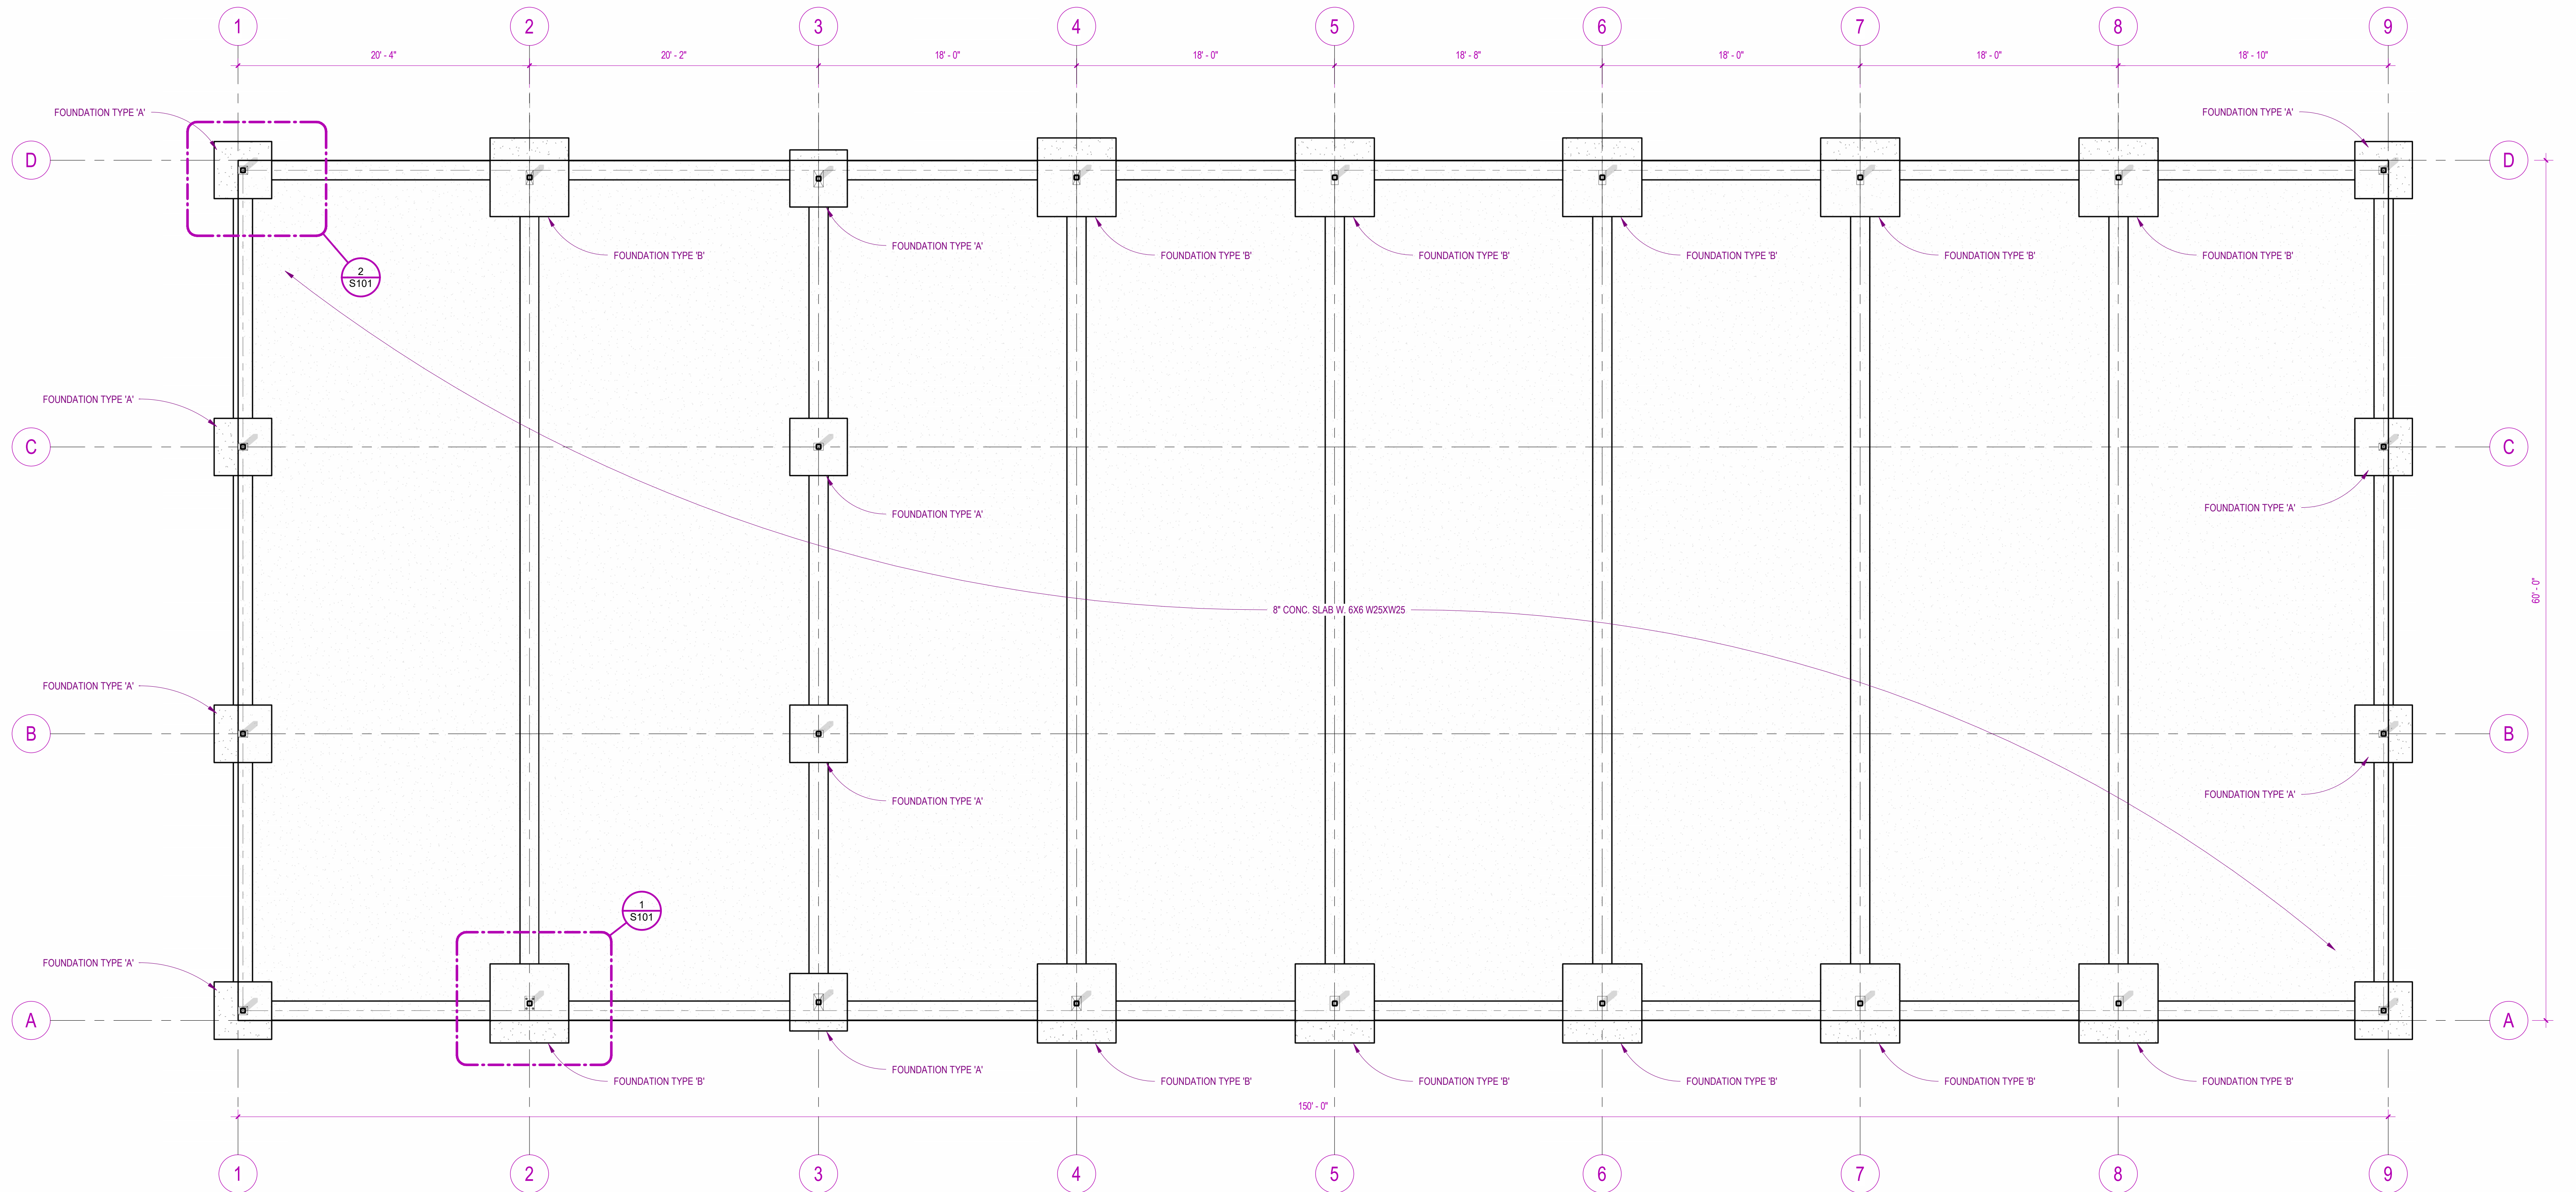 1 2 3 4 5 6 7 8 9
20' - 4" 20' - 2" 18' - 0" 18' - 0" 18' - 8" 18' - 0" 18' - 0" 18' - 10"
FOUNDATION TYPE 'A' FOUNDATION TYPE 'A'
D D
FOUNDATION TYPE 'A'
FOUNDATION TYPE 'B' FOUNDATION TYPE 'B' FOUNDATION TYPE 'B' FOUNDATION TYPE 'B' FOUNDATION TYPE 'B' FOUNDATION TYPE 'B'
2
S101
FOUNDATION TYPE 'A'
C C
FOUNDATION TYPE 'A' FOUNDATION TYPE 'A'
60' - 0"
8" CONC. SLAB W. 6X6 W25XW25
FOUNDATION TYPE 'A'
B B
FOUNDATION TYPE 'A' FOUNDATION TYPE 'A'
1
S101
FOUNDATION TYPE 'A'
A A
FOUNDATION TYPE 'A'
FOUNDATION TYPE 'B' FOUNDATION TYPE 'B' FOUNDATION TYPE 'B' FOUNDATION TYPE 'B' FOUNDATION TYPE 'B' FOUNDATION TYPE 'B'
150' - 0"
1 2 3 4 5 6 7 8 9